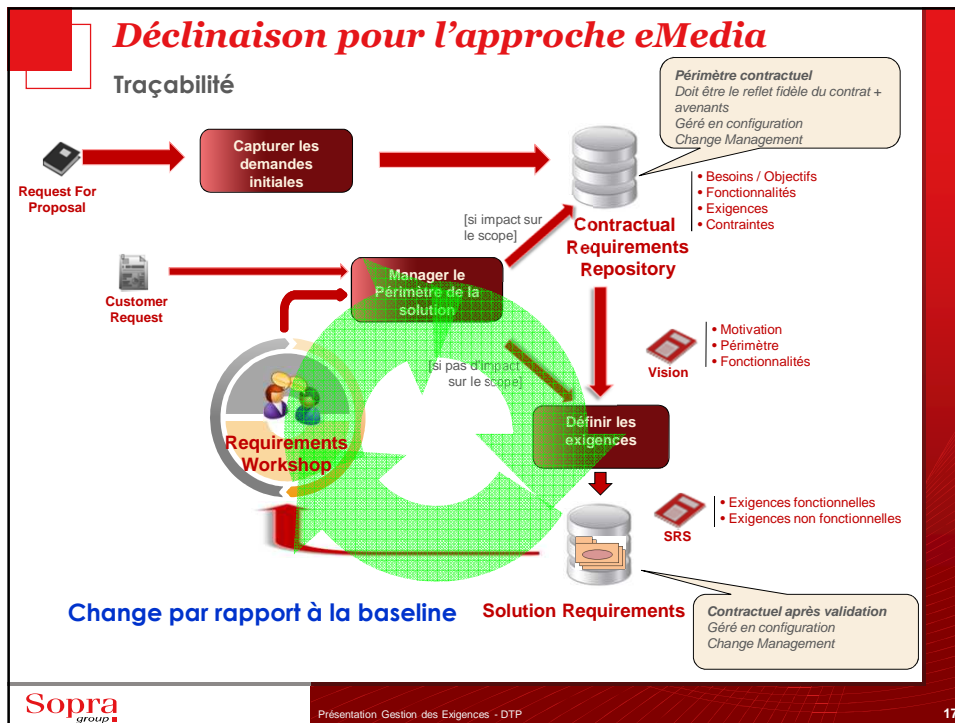 Déclinaison pour l'approche eMedia
Traçabilité
Périmètre contractuel
Doit être le reflet fidèle du contrat +
avenants
Géré en configuration
Change Management
Capturer les
demandes
initiales
Request For
Proposal
• Besoins / Objectifs
• Fonctionnalités
• Exigences
• Contraintes
[si impact sur
le scope]
Contractual
Requirements
Repository
Manager le
Périmètre de la
solution
Customer
Request
• Motivation
• Périmètre
• Fonctionnalités
Vision
[si pas d'impact
sur le scope]
Définir les
exigences
Requirements
Workshop
• Exigences fonctionnelles
• Exigences non fonctionnelles
SRS
Change par rapport à la baseline
Solution Requirements
Contractuel après validation
Géré en configuration
Change Management
Sopra
group
Présentation Gestion des Exigences - DTP
17